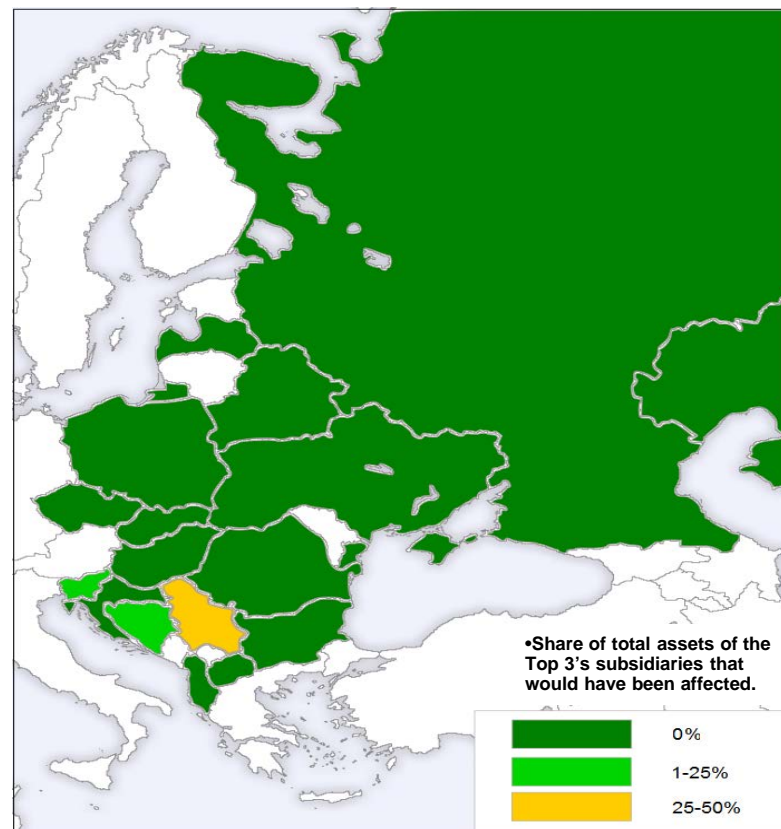 •Share of total assets of the
Top 3’s subsidiaries that
would have been affected.
0%
1-25%
25-50%